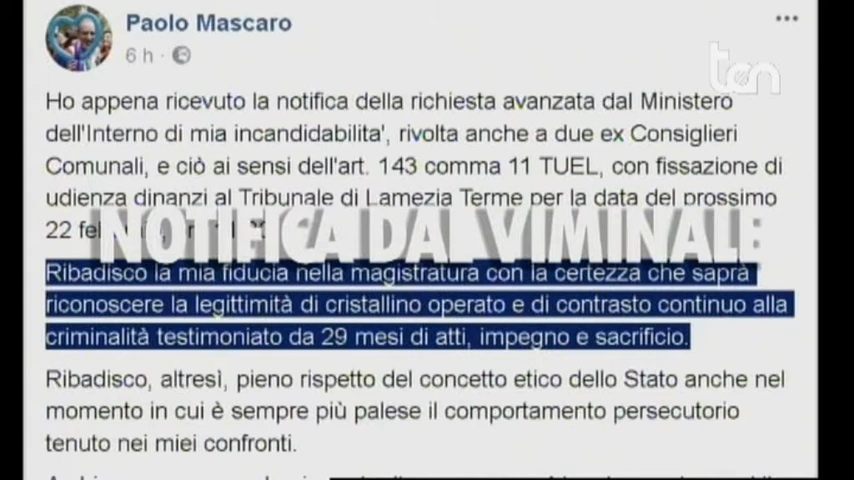 Paolo Mascaro
6 h ·
ten
Ho appena ricevuto la notifica della richiesta avanzata dal Ministero
dell'Interno di mia incandidabilita', rivolta anche a due ex Consiglieri
Comunali, e ciò ai sensi dell'art. 143 comma 11 TUEL, con fissazione di
udienza dinanzi al Tribunale di Lamezia Terme per la data del prossimo
22
NOTIFICA DAL VIMINALE
Ribadisco la mia fiducia nella magistratura con la certezza che saprà
riconoscere la legittimità di cristallino operato e di contrasto continuo alla
criminalità testimoniato da 29 mesi di atti, impegno e sacrificio.
Ribadisco, altresì, pieno rispetto del concetto etico dello Stato anche nel
momento in cui è sempre più palese il comportamento persecutorio
tenuto nei miei confronti.